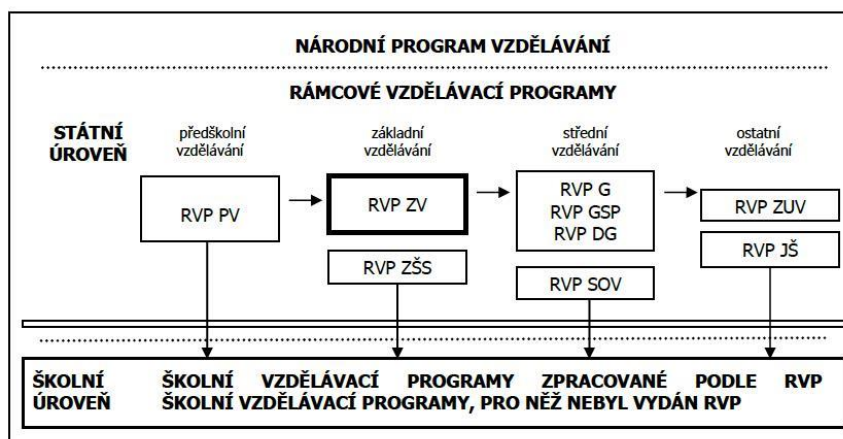 NÁRODNÍ PROGRAM VZDĚLÁVÁNÍ
RÁMCOVÉ VZDĚLÁVACÍ PROGRAMY
STÁTNÍ
ÚROVEŇ
předškolní
vzdělávání
základní
vzdělávání
střední
vzdělávání
ostatní
vzdělávání
RVP PV
RVP ZV
RVP G
RVP GSP
RVP DG
RVP ZUV
RVP ZŠS
RVP SOV
RVP JŠ
ŠKOLNÍ
ÚROVEŇ
ŠKOLNÍ VZDĚLÁVACÍ PROGRAMY ZPRACOVANÉ PODLE RVP
ŠKOLNÍ VZDĚLÁVACÍ PROGRAMY, PRO NĚŽ NEBYL VYDÁN RVP